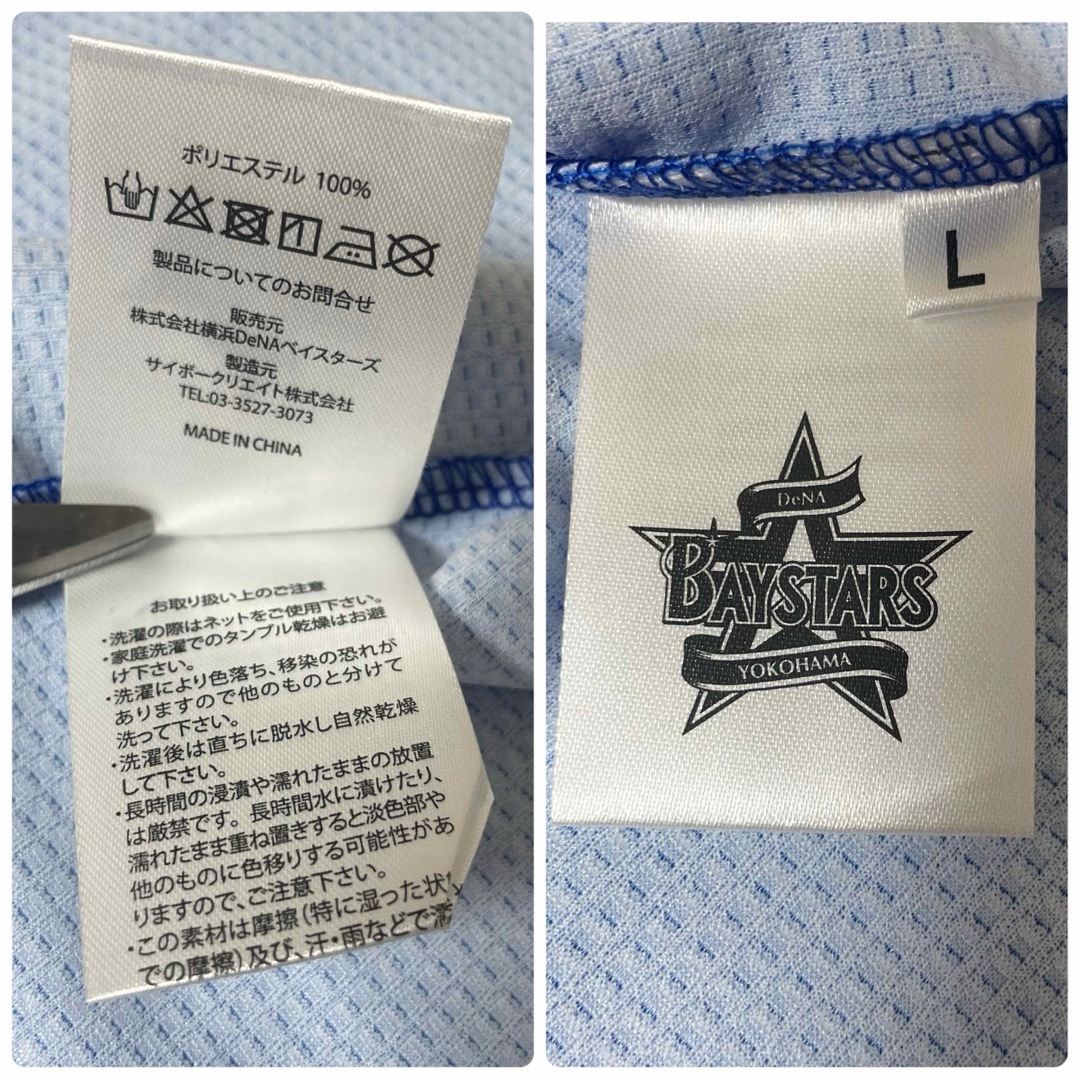 ポリエステル 100%
製品についてのお問合せ
販売元
株式会社横浜DeNAベイスターズ
製造元
サイボークリエイト株式会社
TEL:03-3527-3073
MADE IN CHINA
お取り扱い上のご注意
・洗濯の際はネットをご使用下さい。
・家庭洗濯でのタンブル乾燥はお避
け下さい。
・洗濯により色落ち、移染の恐れが
ありますので他のものと分けて
洗って下さい。
・洗濯後は直ちに脱水し自然乾燥
して下さい。
・長時間の浸漬や濡れたままの放置
は厳禁です。長時間水に漬けたり、
濡れたまま重ね置きすると淡色部や
他のものに色移りする可能性があ
りますので、ご注意下さい。
・この素材は摩擦(特に湿った状
での摩擦)及び、汗・雨などで濡
L
DeNA
BAYSTARS
YOKOHAMA